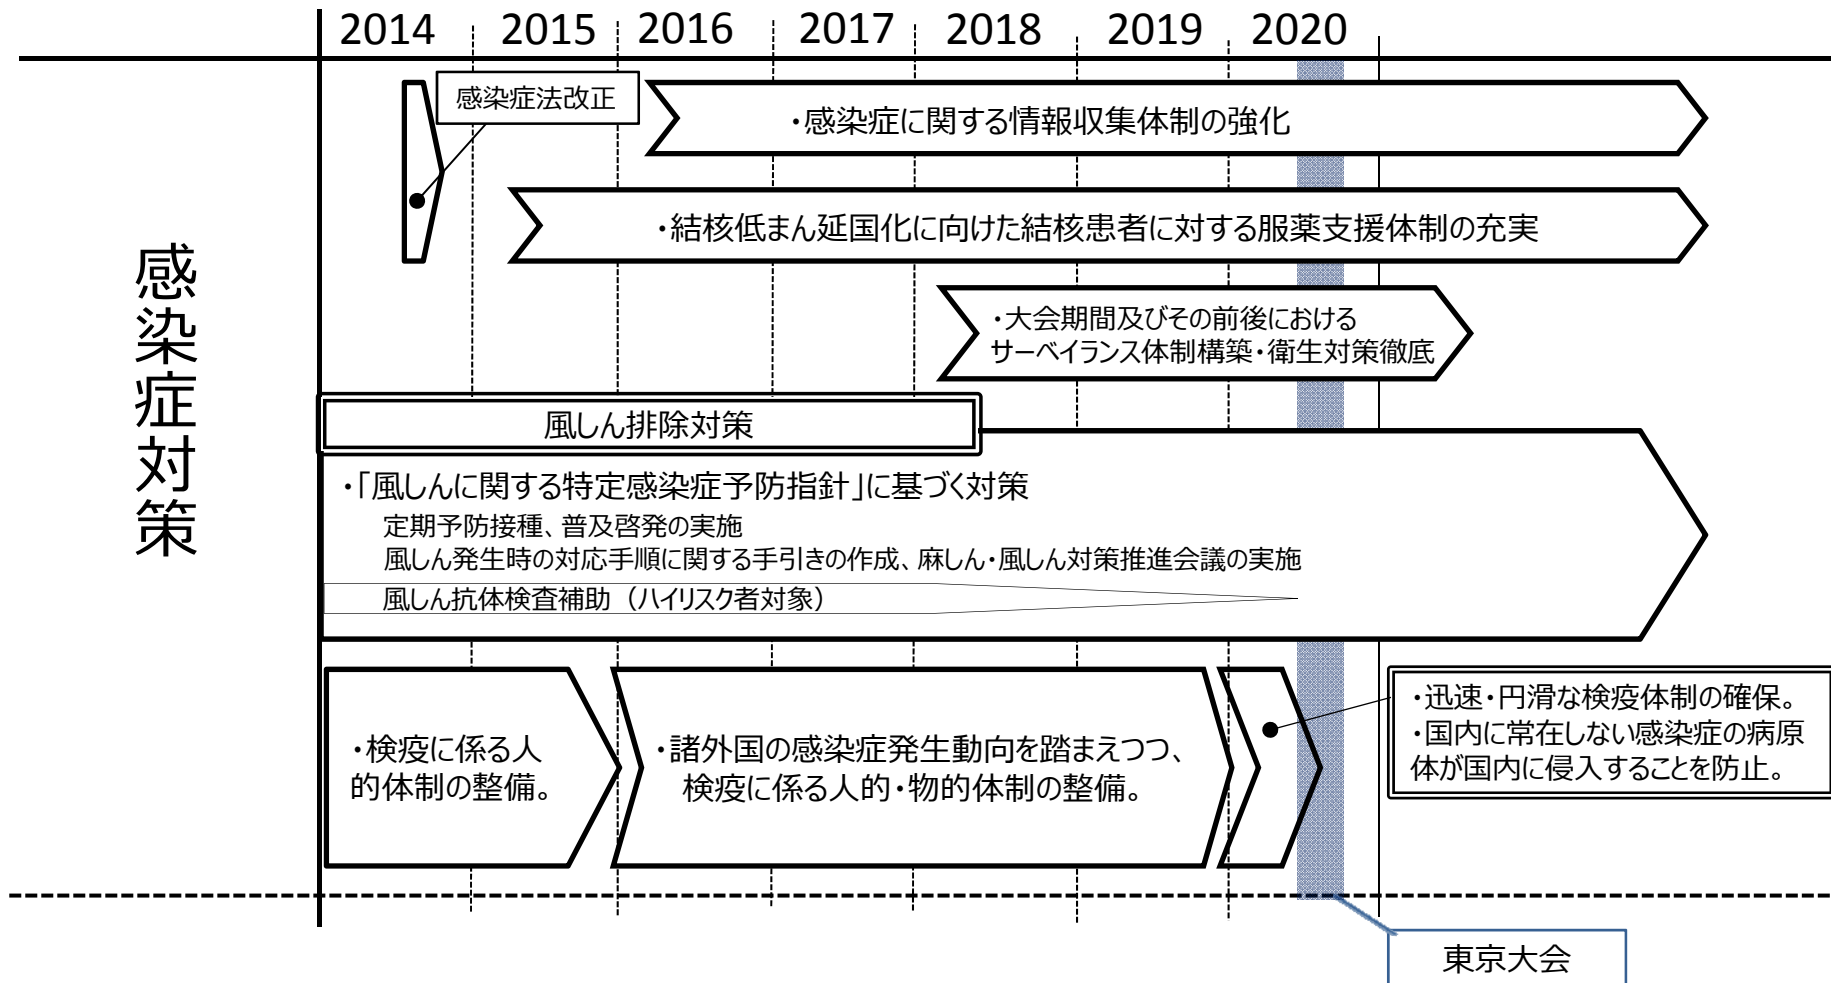 2014 2015 2016 2017 2018 2019 2020
感染症対策
感染症法改正
・感染症に関する情報収集体制の強化
・結核低まん延国化に向けた結核患者に対する服薬支援体制の充実
・大会期間及びその前後における
サーベイランス体制構築・衛生対策徹底
風しん排除対策
・「風しんに関する特定感染症予防指針」に基づく対策
定期予防接種、普及啓発の実施
風しん発生時の対応手順に関する手引きの作成、麻しん・風しん対策推進会議の実施
風しん抗体検査補助（ハイリスク者対象）
・検疫に係る人
的体制の整備。
・諸外国の感染症発生動向を踏まえつつ、
検疫に係る人的・物的体制の整備。
・迅速・円滑な検疫体制の確保。
・国内に常在しない感染症の病原
体が国内に侵入することを防止。
東京大会